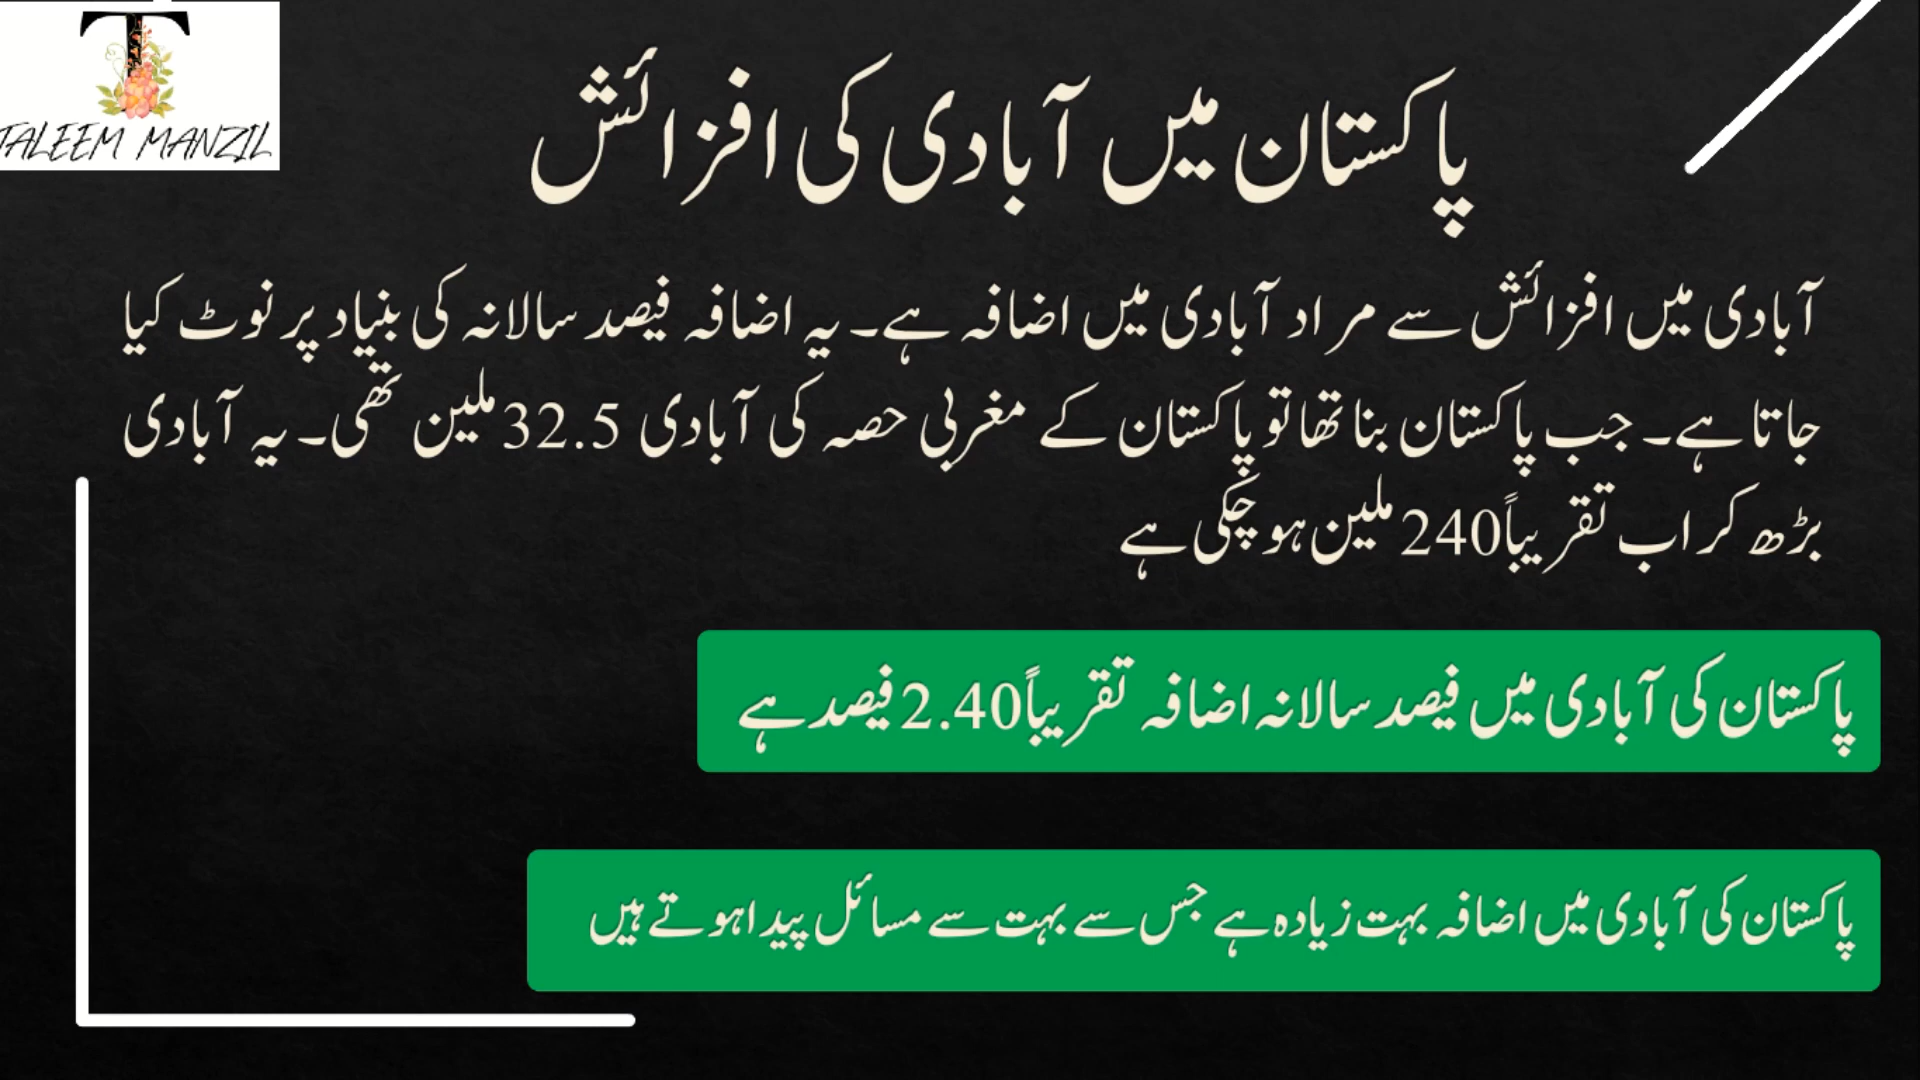 TALEEM MANZIL
پاکستان میں آبادی کی افزائش
آبادی میں افزائش سے مراد آبادی میں اضافہ ہے۔ یہ اضافہ فیصد سالانہ کی بنیاد پر نوٹ کیا
جاتا ہے۔ جب پاکستان بنا تھا تو پاکستان کے مغربی حصہ کی آبادی 32.5 ملین تھی۔ یہ آبادی
بڑھ کر اب تقریباً 240 ملین ہو چکی ہے
پاکستان کی آبادی میں فیصد سالانہ اضافہ تقریباً 2.40 فیصد ہے
پاکستان کی آبادی میں اضافہ بہت زیادہ ہے جس سے بہت سے مسائل پیدا ہوتے ہیں